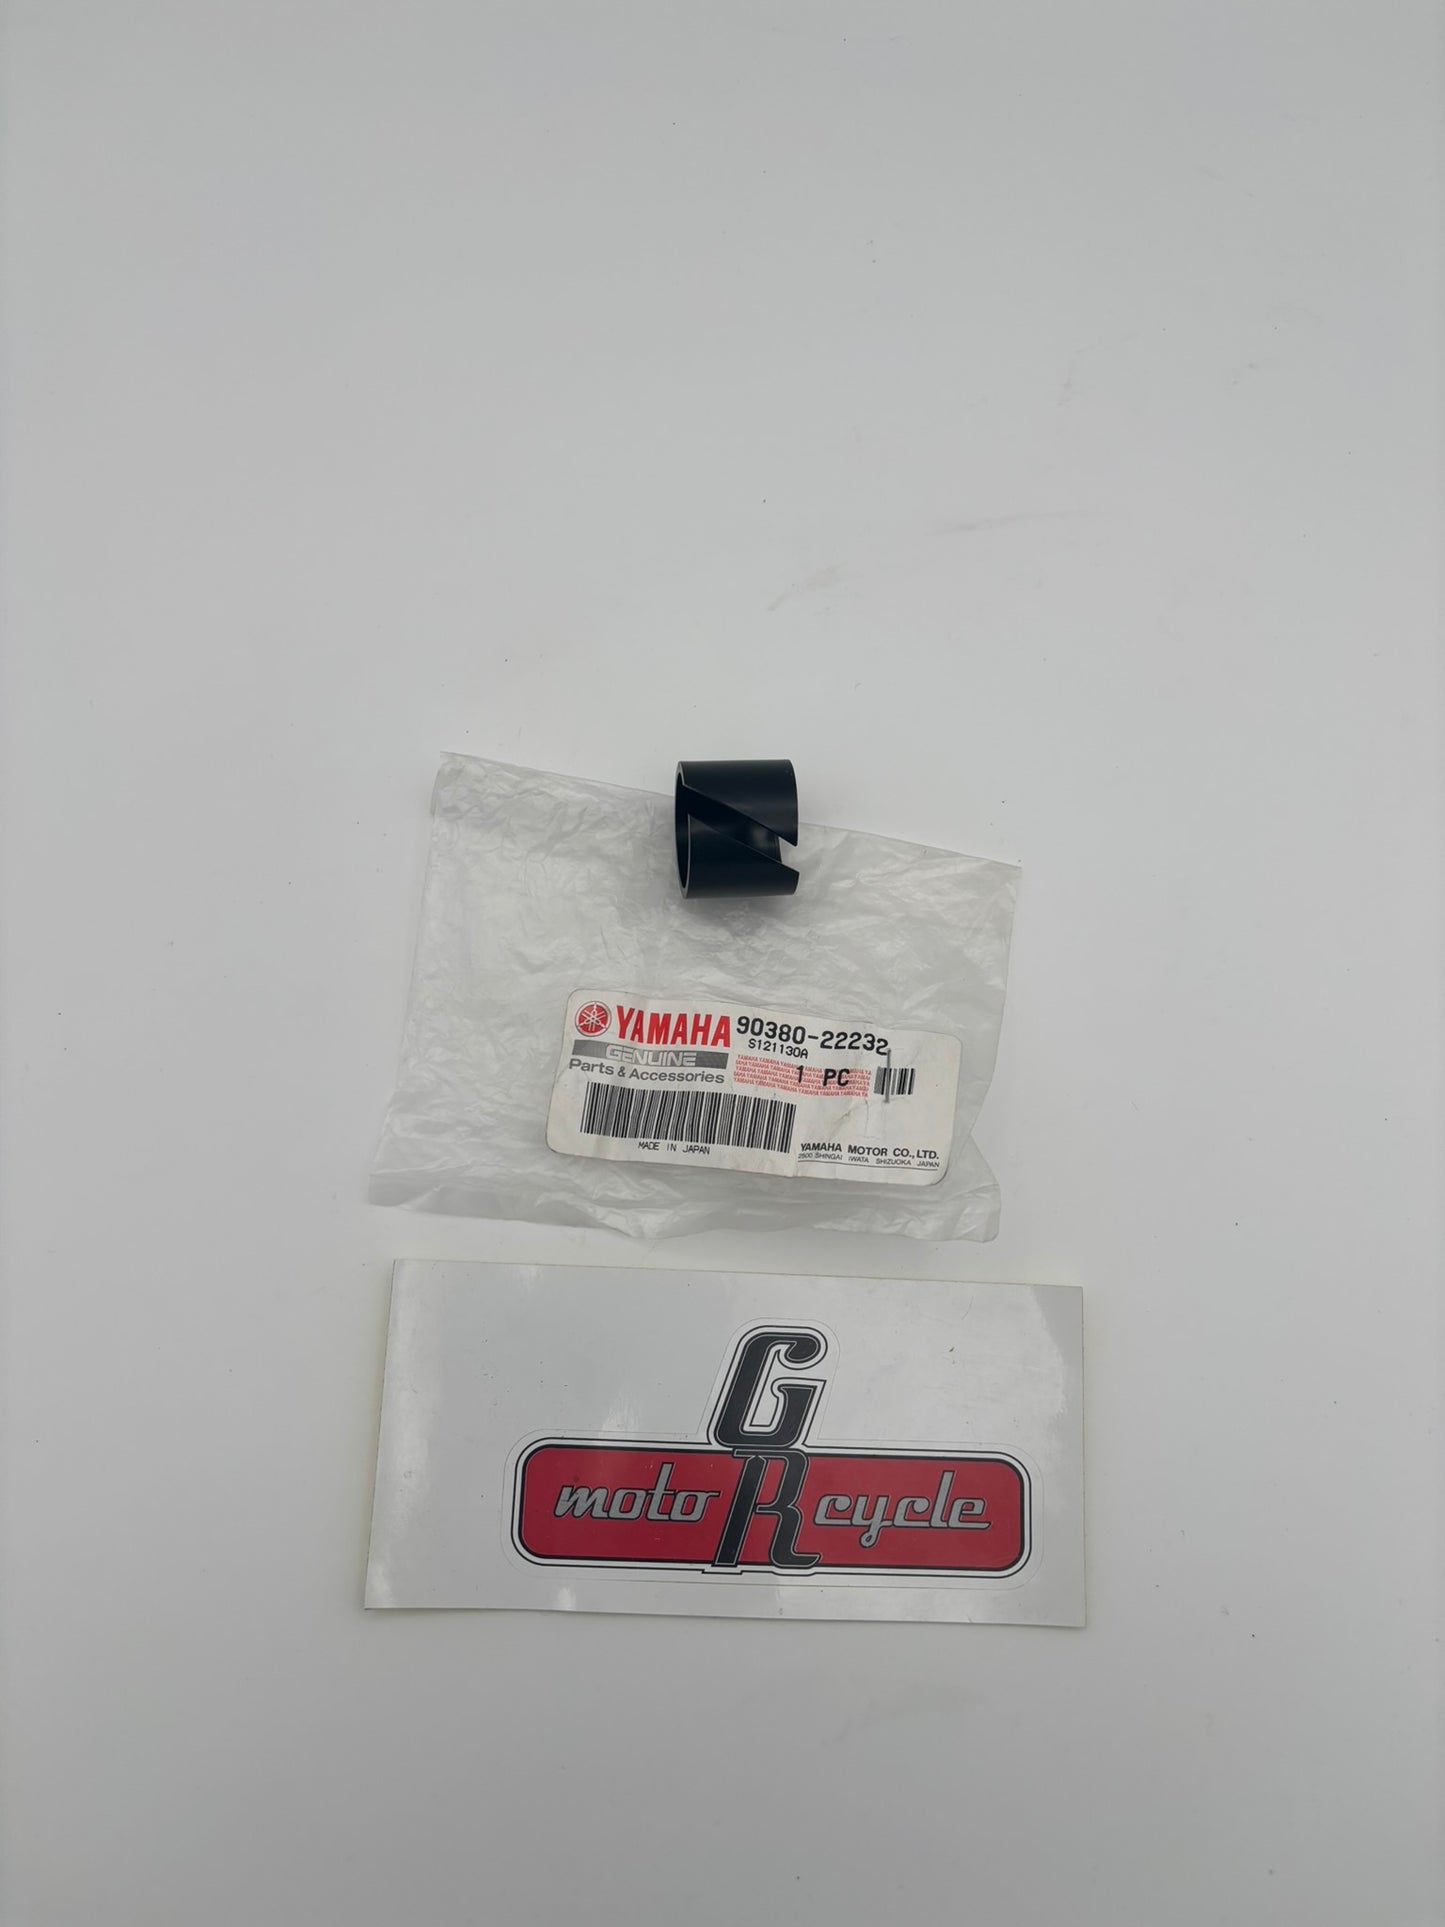 YAMAHA 90380-22232
GENUINE S121130A
Parts & Accessories 1 PC
MADE IN JAPAN
YAMAHA MOTOR CO.,LTD.
2500 SHINGAI IWATA SHIZUOKA JAPAN
G
moto R cycle